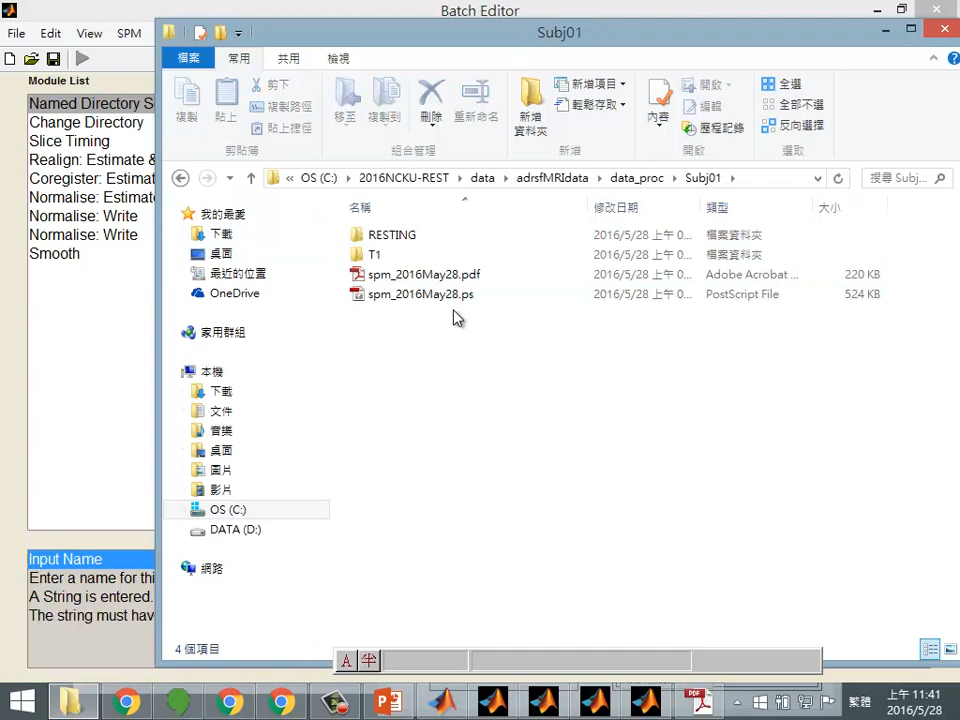 Batch Editor
File Edit View SPM
Module List
Named Directory S
Change Directory
Slice Timing
Realign: Estimate &
Coregister: Estimat
Normalise: Estimat
Normalise: Write
Normalise: Write
Smooth
Input Name
Enter a name for thi
A String is entered.
The string must hav
Subj01
檔案 常用 共用 檢視
複製
貼上
剪下
複製路徑
貼上捷徑
剪貼簿
移至
複製到
刪除
重新命名
組合管理
新增
資料夾
新增項目
輕鬆存取
新增
內容
開啟
編輯
歷程記錄
開啟
全選
全部不選
反向選擇
選取
« OS (C:) 2016NCKU-REST data adrsfMRIdata data_proc Subj01
搜尋 Subj...
名稱 修改日期 類型 大小
RESTING 2016/5/28 上午 0... 檔案資料夾
T1 2016/5/28 上午 0... 檔案資料夾
spm_2016May28.pdf 2016/5/28 上午 0... Adobe Acrobat ... 220 KB
spm_2016May28.ps 2016/5/28 上午 0... PostScript File 524 KB
我的最愛
下載
桌面
最近的位置
OneDrive
家用群組
本機
下載
文件
音樂
桌面
圖片
影片
OS (C:)
DATA (D:)
網路
4 個項目
A 半
PDF
繁體
上午 11:41
2016/5/28